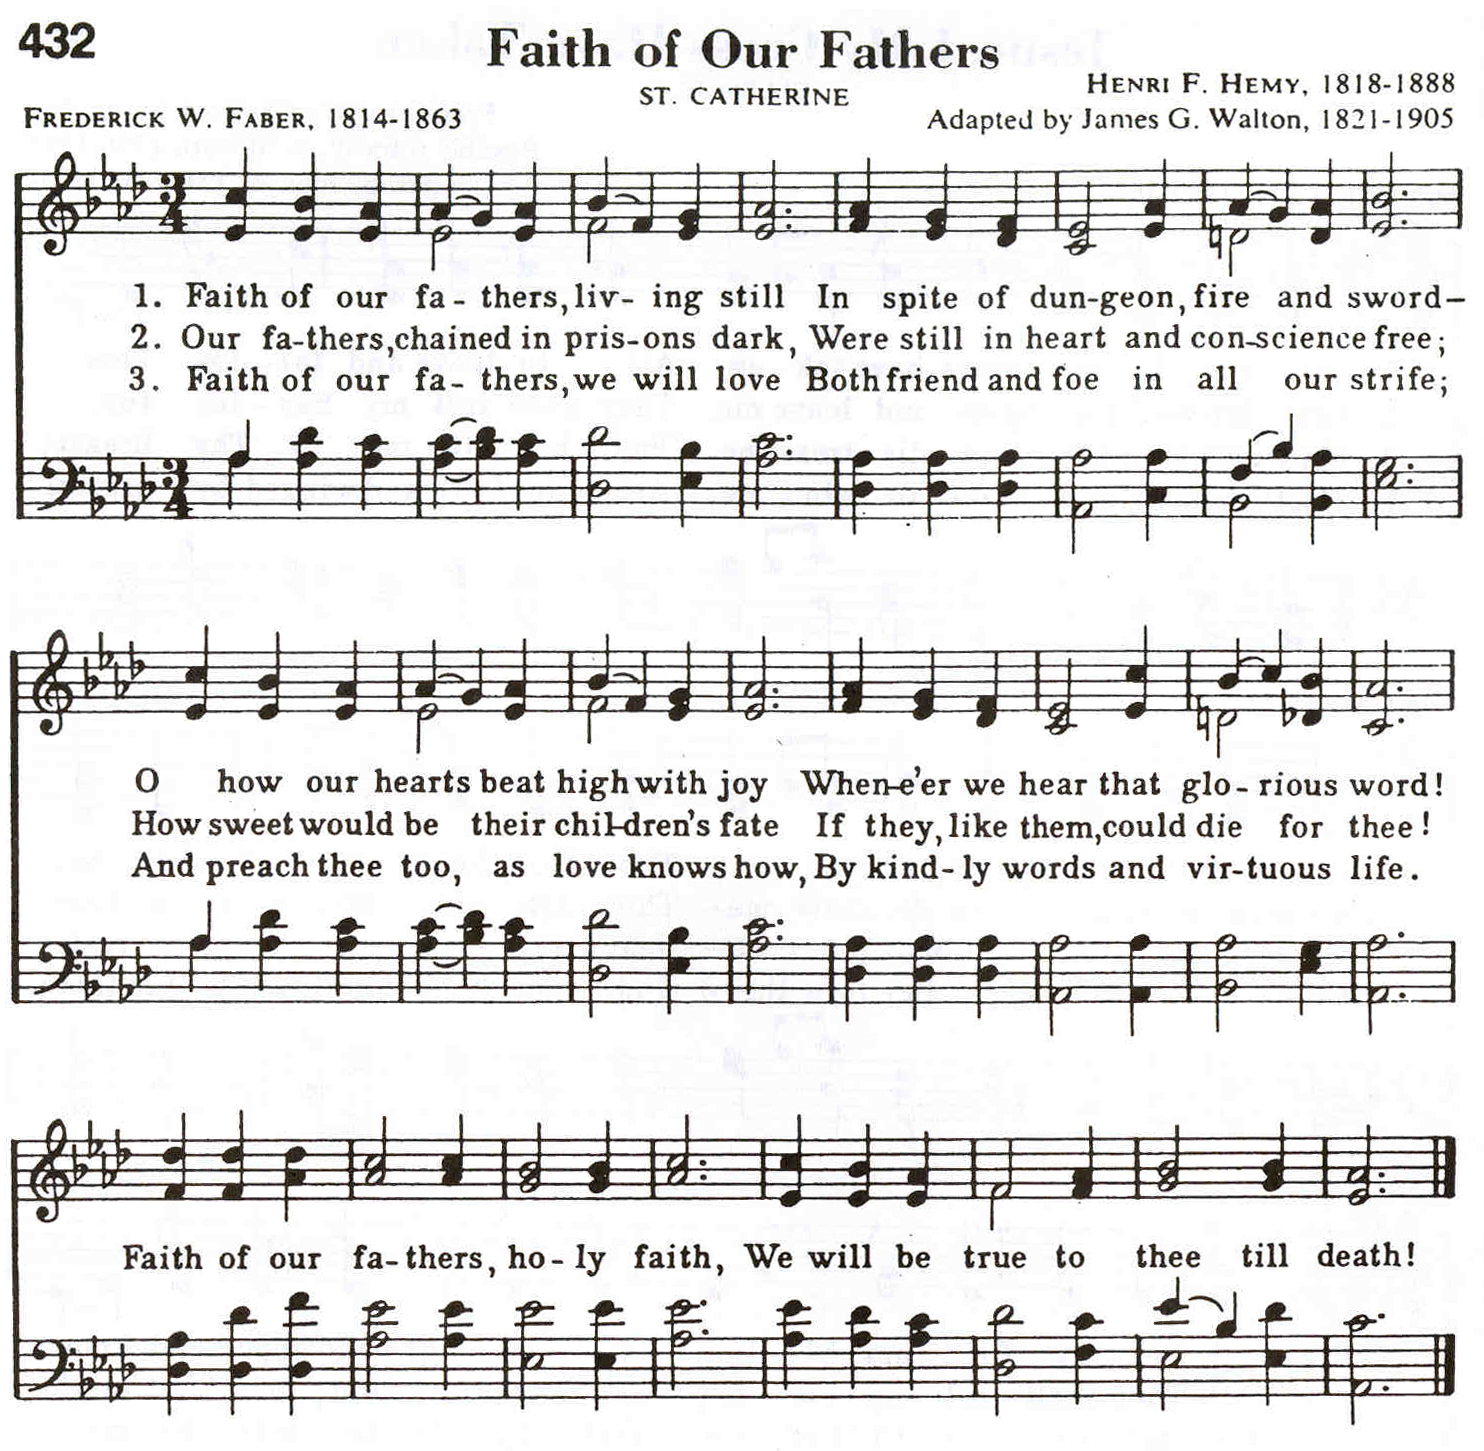 432
Faith of Our Fathers
ST. CATHERINE
HENRI F. HEMY, 1818-1888
FREDERICK W. FABER, 1814-1863
Adapted by James G. Walton, 1821-1905
1. Faith of our fa - thers, liv - ing still In spite of dun-geon, fire and sword—
2. Our fa-thers, chained in pris-ons dark, Were still in heart and con-science free;
3. Faith of our fa - thers, we will love Both friend and foe in all our strife;
O how our hearts beat high with joy When-e'er we hear that glo - rious word!
How sweet would be their chil-dren's fate If they, like them, could die for thee!
And preach thee too, as love knows how, By kind - ly words and vir-tuous life.
Faith of our fa - thers, ho - ly faith, We will be true to thee till death!